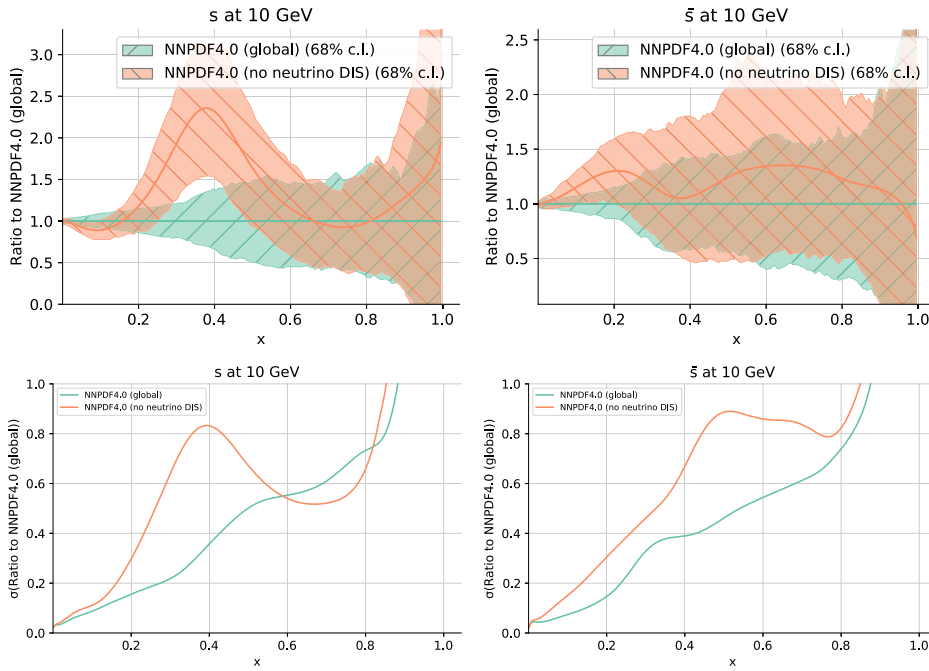 s at 10 GeV
NNPDF4.0 (global) (68% c.l.)
NNPDF4.0 (no neutrino DIS) (68% c.l.)
Ratio to NNPDF4.0 (global)
3.0
2.5
2.0
1.5
1.0
0.5
0.0
0.2
0.4
0.6
0.8
1.0
x
s̄ at 10 GeV
NNPDF4.0 (global) (68% c.l.)
NNPDF4.0 (no neutrino DIS) (68% c.l.)
Ratio to NNPDF4.0 (global)
2.5
2.0
1.5
1.0
0.5
0.2
0.4
0.6
0.8
1.0
x
s at 10 GeV
NNPDF4.0 (global)
NNPDF4.0 (no neutrino DIS)
σ(Ratio to NNPDF4.0 (global))
1.0
0.8
0.6
0.4
0.2
0.0
0.2
0.4
0.6
0.8
1.0
x
s̄ at 10 GeV
NNPDF4.0 (global)
NNPDF4.0 (no neutrino DIS)
σ(Ratio to NNPDF4.0 (global))
1.0
0.8
0.6
0.4
0.2
0.0
0.2
0.4
0.6
0.8
1.0
x